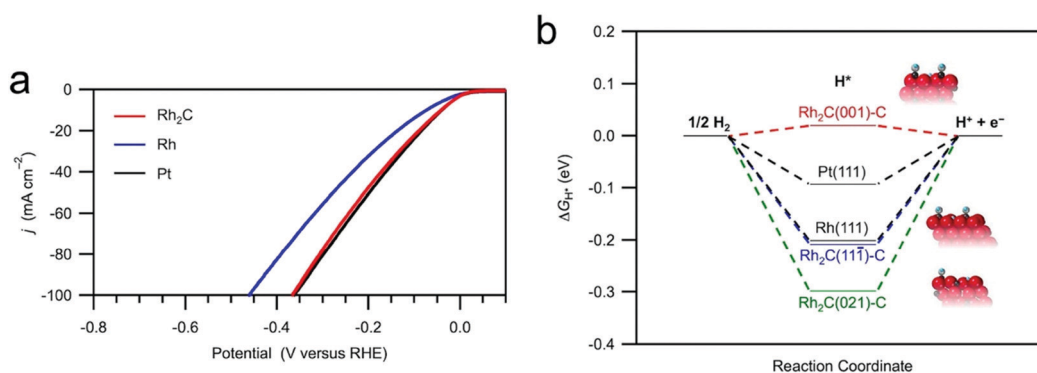 a
0
-20
-40
-60
-80
-100
j (mA cm⁻²)
Rh₂C
Rh
Pt
-0.8
-0.6
-0.4
-0.2
0.0
Potential (V versus RHE)
b
0.2
0.1
0.0
-0.1
-0.2
-0.3
-0.4
ΔG_H* (eV)
H*
1/2 H₂
Rh₂C(001)-C
H⁺ + e⁻
Pt(111)
Rh(111)
Rh₂C(111̄)-C
Rh₂C(021)-C
Reaction Coordinate